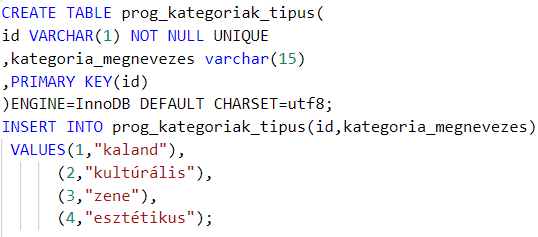 CREATE TABLE prog_kategoriak_tipus(
id VARCHAR(1) NOT NULL UNIQUE
,kategoria_megnevezes varchar(15)
,PRIMARY KEY(id)
)ENGINE=InnoDB DEFAULT CHARSET=utf8;
INSERT INTO prog_kategoriak_tipus(id,kategoria_megnevezes)
VALUES(1,"kaland"),
(2,"kultúrális"),
(3,"zene"),
(4,"esztétikus");